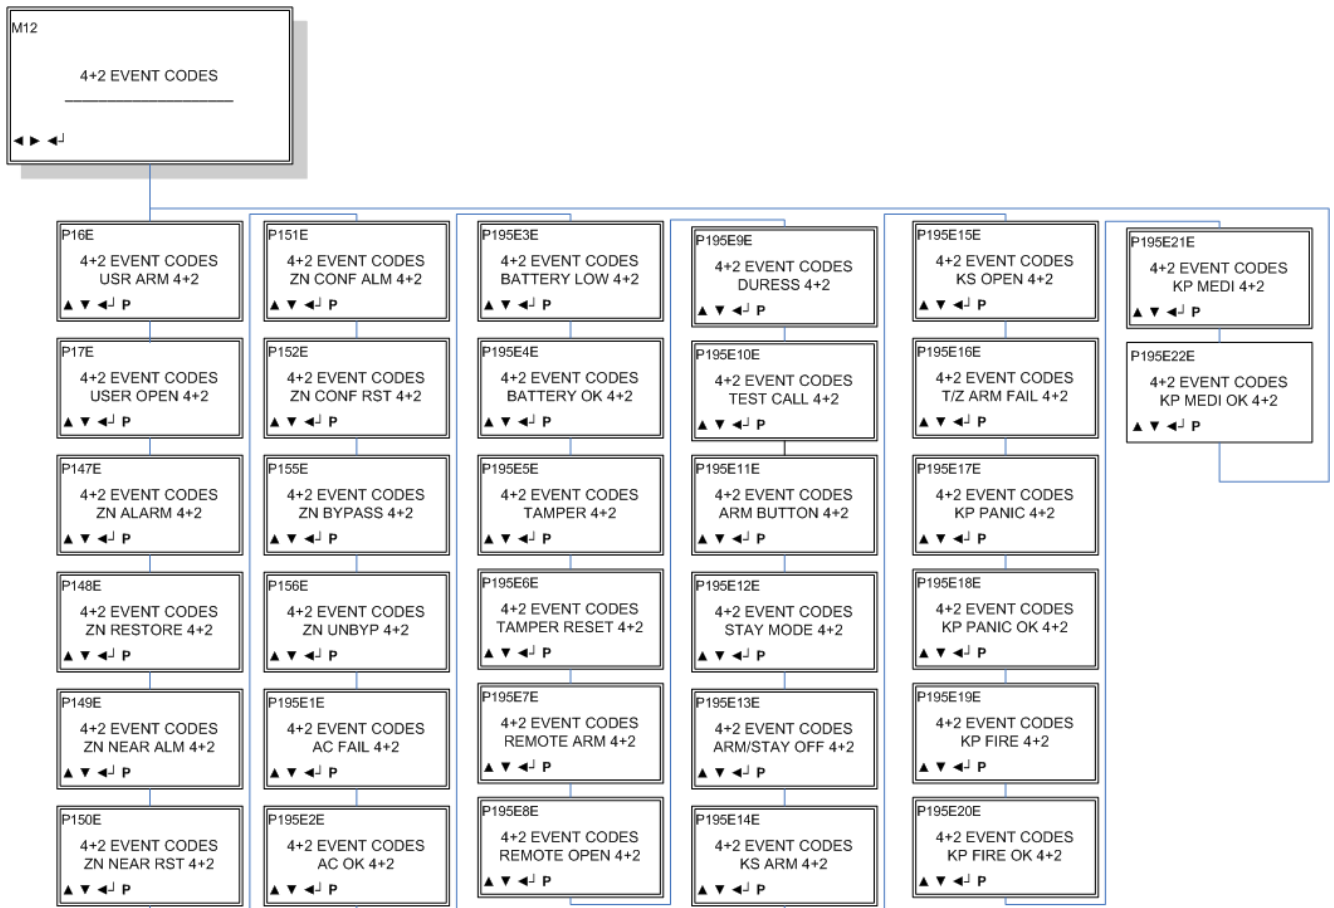 M12
4+2 EVENT CODES
◄ ► ◄┘
P16E
4+2 EVENT CODES
USR ARM 4+2
▲ ▼ ◄┘ P
P17E
4+2 EVENT CODES
USER OPEN 4+2
▲ ▼ ◄┘ P
P147E
4+2 EVENT CODES
ZN ALARM 4+2
▲ ▼ ◄┘ P
P148E
4+2 EVENT CODES
ZN RESTORE 4+2
▲ ▼ ◄┘ P
P149E
4+2 EVENT CODES
ZN NEAR ALM 4+2
▲ ▼ ◄┘ P
P150E
4+2 EVENT CODES
ZN NEAR RST 4+2
▲ ▼ ◄┘ P
P151E
4+2 EVENT CODES
ZN CONF ALM 4+2
▲ ▼ ◄┘ P
P152E
4+2 EVENT CODES
ZN CONF RST 4+2
▲ ▼ ◄┘ P
P155E
4+2 EVENT CODES
ZN BYPASS 4+2
▲ ▼ ◄┘ P
P156E
4+2 EVENT CODES
ZN UNBYP 4+2
▲ ▼ ◄┘ P
P195E1E
4+2 EVENT CODES
AC FAIL 4+2
▲ ▼ ◄┘ P
P195E2E
4+2 EVENT CODES
AC OK 4+2
▲ ▼ ◄┘ P
P195E3E
4+2 EVENT CODES
BATTERY LOW 4+2
▲ ▼ ◄┘ P
P195E4E
4+2 EVENT CODES
BATTERY OK 4+2
▲ ▼ ◄┘ P
P195E5E
4+2 EVENT CODES
TAMPER 4+2
▲ ▼ ◄┘ P
P195E6E
4+2 EVENT CODES
TAMPER RESET 4+2
▲ ▼ ◄┘ P
P195E7E
4+2 EVENT CODES
REMOTE ARM 4+2
▲ ▼ ◄┘ P
P195E8E
4+2 EVENT CODES
REMOTE OPEN 4+2
▲ ▼ ◄┘ P
P195E9E
4+2 EVENT CODES
DURESS 4+2
▲ ▼ ◄┘ P
P195E10E
4+2 EVENT CODES
TEST CALL 4+2
▲ ▼ ◄┘ P
P195E11E
4+2 EVENT CODES
ARM BUTTON 4+2
▲ ▼ ◄┘ P
P195E12E
4+2 EVENT CODES
STAY MODE 4+2
▲ ▼ ◄┘ P
P195E13E
4+2 EVENT CODES
ARM/STAY OFF 4+2
▲ ▼ ◄┘ P
P195E14E
4+2 EVENT CODES
KS ARM 4+2
▲ ▼ ◄┘ P
P195E15E
4+2 EVENT CODES
KS OPEN 4+2
▲ ▼ ◄┘ P
P195E16E
4+2 EVENT CODES
T/Z ARM FAIL 4+2
▲ ▼ ◄┘ P
P195E17E
4+2 EVENT CODES
KP PANIC 4+2
▲ ▼ ◄┘ P
P195E18E
4+2 EVENT CODES
KP PANIC OK 4+2
▲ ▼ ◄┘ P
P195E19E
4+2 EVENT CODES
KP FIRE 4+2
▲ ▼ ◄┘ P
P195E20E
4+2 EVENT CODES
KP FIRE OK 4+2
▲ ▼ ◄┘ P
P195E21E
4+2 EVENT CODES
KP MEDI 4+2
▲ ▼ ◄┘ P
P195E22E
4+2 EVENT CODES
KP MEDI OK 4+2
▲ ▼ ◄┘ P